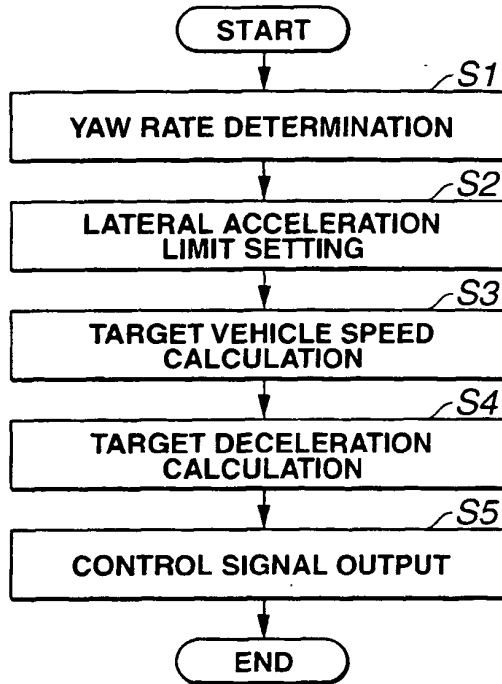 START
S1
YAW RATE DETERMINATION
S2
LATERAL ACCELERATION
LIMIT SETTING
S3
TARGET VEHICLE SPEED
CALCULATION
S4
TARGET DECELERATION
CALCULATION
S5
CONTROL SIGNAL OUTPUT
END